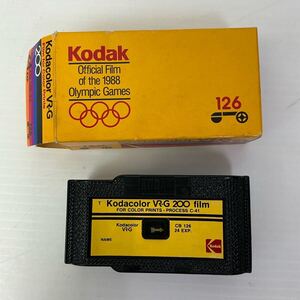 Kodak
Official Film
of the 1988
Olympic Games
126
Kodacolor VR-G
200
Kodacolor VR-G 200 film
FOR COLOR PRINTS - PROCESS C-41
Kodacolor
VR-G
CB 126
24 EXP.
NAME
Kodak